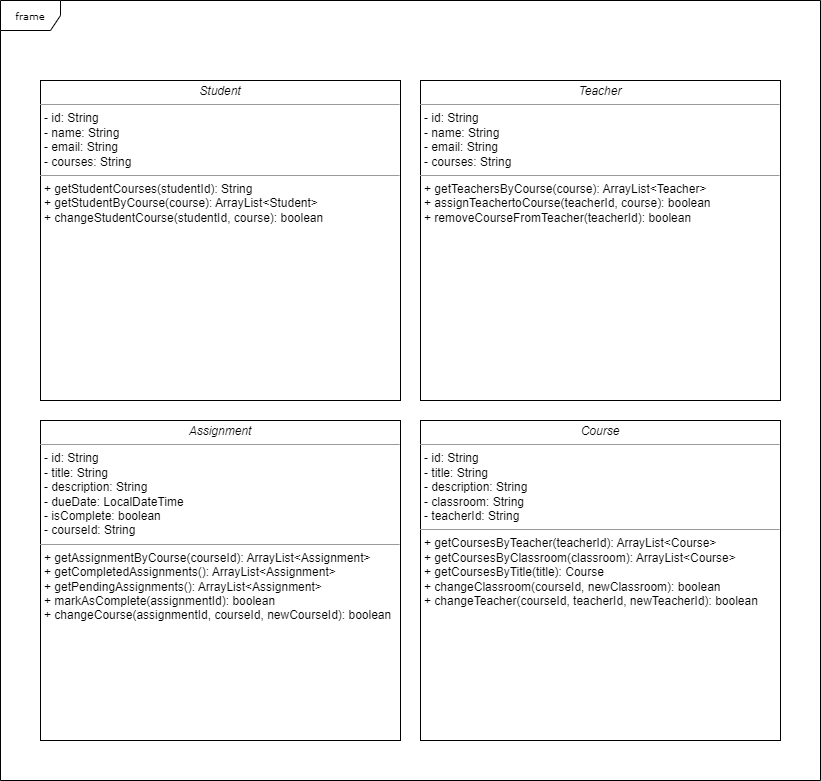 frame
Student
- id: String
- name: String
- email: String
- courses: String
+ getStudentCourses(studentId): String
+ getStudentByCourse(course): ArrayList<Student>
+ changeStudentCourse(studentId, course): boolean
Teacher
- id: String
- name: String
- email: String
- courses: String
+ getTeachersByCourse(course): ArrayList<Teacher>
+ assignTeachertoCourse(teacherId, course): boolean
+ removeCourseFromTeacher(teacherId): boolean
Assignment
- id: String
- title: String
- description: String
- dueDate: LocalDateTime
- isComplete: boolean
- courseId: String
+ getAssignmentByCourse(courseId): ArrayList<Assignment>
+ getCompletedAssignments(): ArrayList<Assignment>
+ getPendingAssignments(): ArrayList<Assignment>
+ markAsComplete(assignmentId): boolean
+ changeCourse(assignmentId, courseId, newCourseId): boolean
Course
- id: String
- title: String
- description: String
- classroom: String
- teacherId: String
+ getCoursesByTeacher(teacherId): ArrayList<Course>
+ getCoursesByClassroom(classroom): ArrayList<Course>
+ getCoursesByTitle(title): Course
+ changeClassroom(courseId, newClassroom): boolean
+ changeTeacher(courseId, teacherId, newTeacherId): boolean